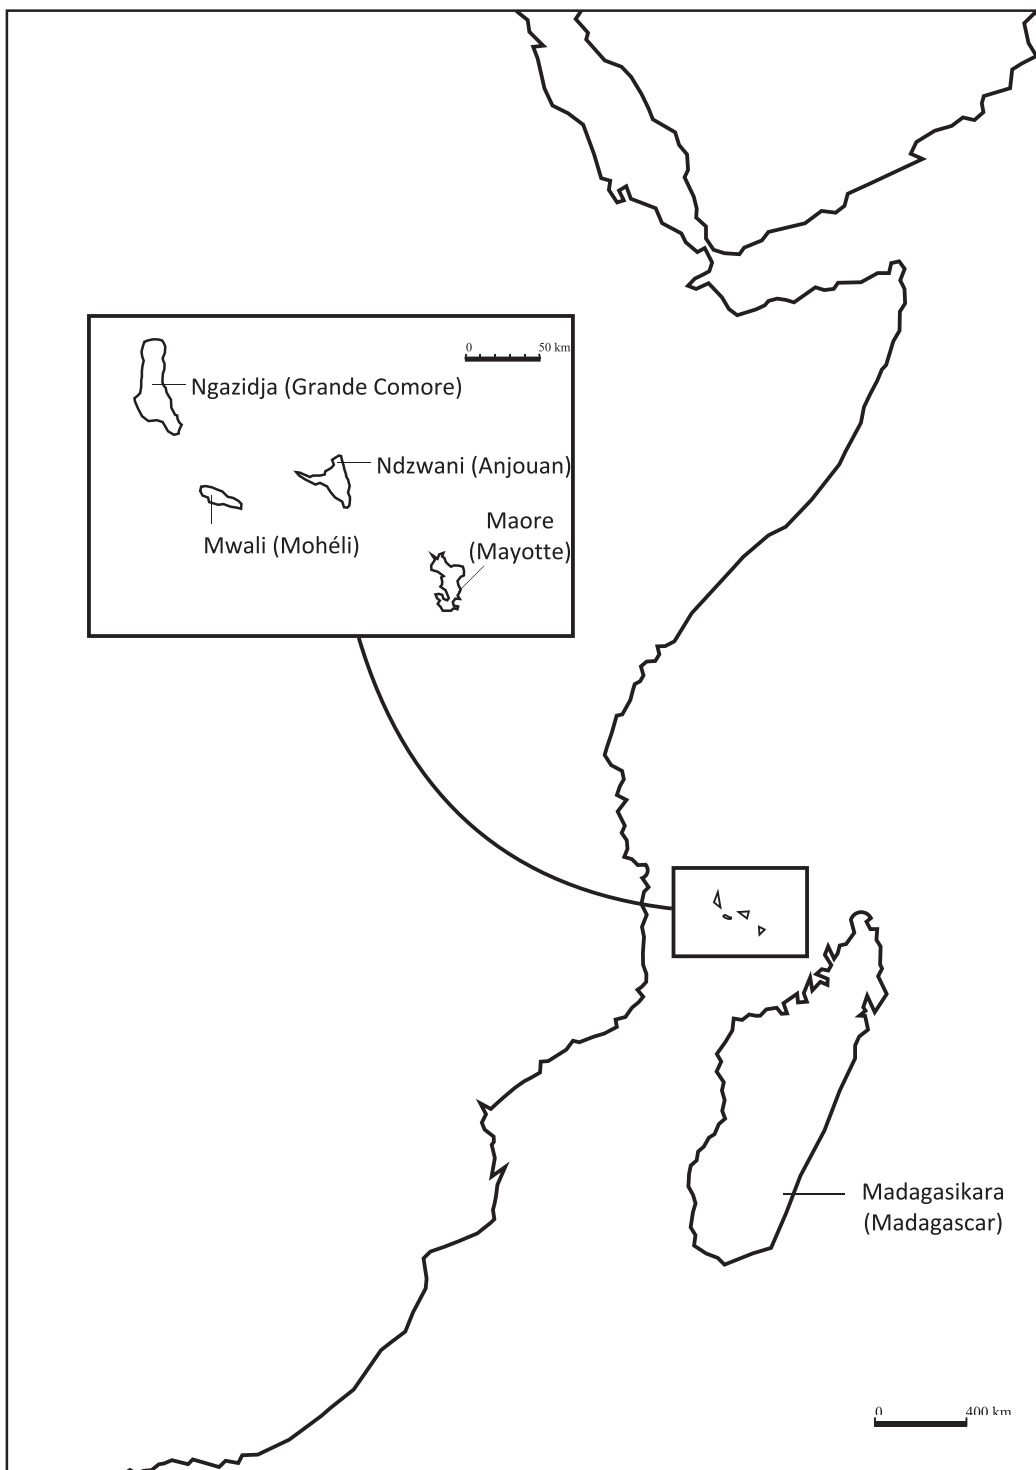 0 50 km
Ngazidja (Grande Comore)
Ndzwani (Anjouan)
Maore
(Mayotte)
Mwali (Mohéli)
Madagasikara
(Madagascar)
0 400 km